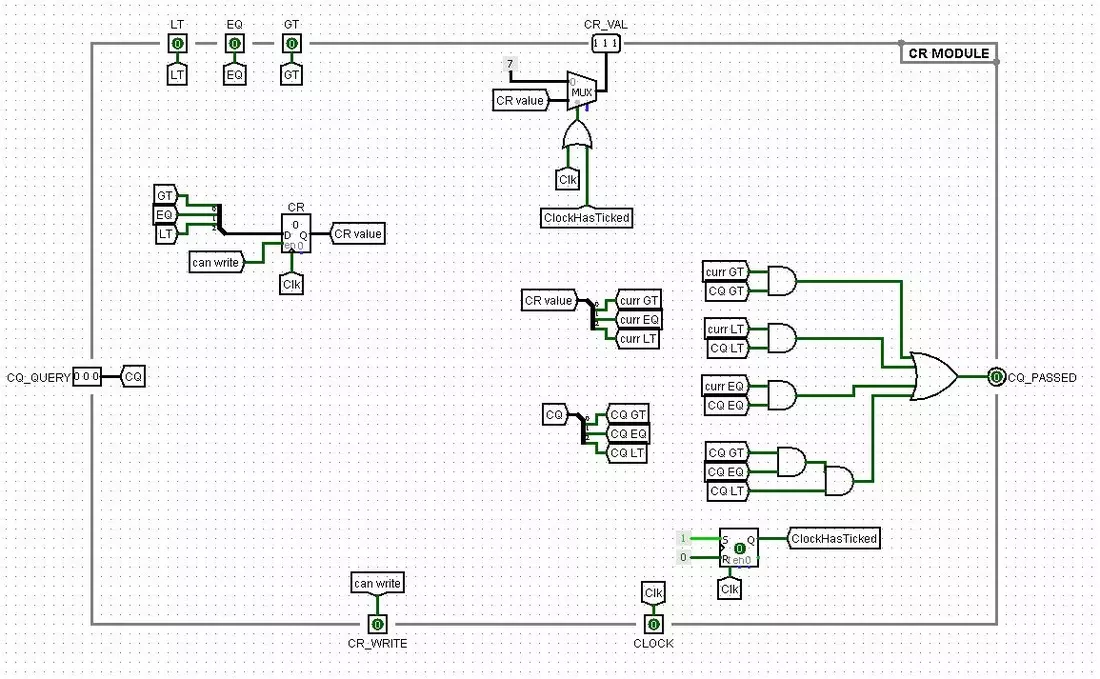 LT EQ GT CR_VAL
0 0 0 1 1 1
CR MODULE
LT EQ GT
7
0
MUX
CR value
Clk
ClockHasTicked
GT
EQ
LT
0
1
2
CR
0
D Q
en 0
CR value
can write
Clk
CR value
0
1
2
curr GT
curr EQ
curr LT
curr GT
CQ GT
curr LT
CQ LT
curr EQ
CQ EQ
CQ_QUERY 0 0 0 CQ
0 CQ_PASSED
CQ
0
1
2
CQ GT
CQ EQ
CQ LT
CQ GT
CQ EQ
CQ LT
1 S Q ClockHasTicked
0
0 R 1 en 0
Clk
can write
Clk
0 0
CR_WRITE CLOCK